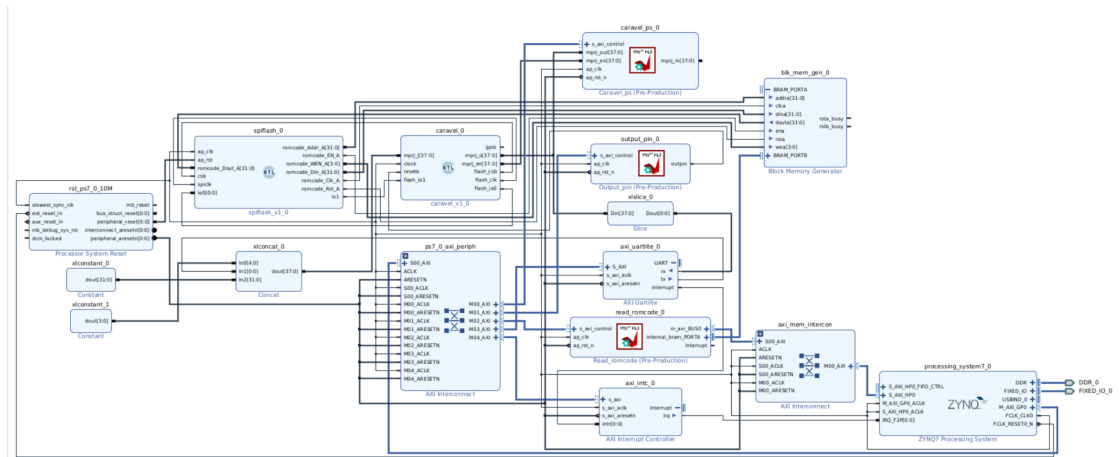 caravel_ps_0
s_axi_control
mprj_out[37:0]
mprj_en[37:0]
ap_clk
ap_rst_n
mprj_in[37:0]
Caravel_ps (Pre-Production)
blk_mem_gen_0
BRAM_PORTA
addra[31:0]
clka
dina[31:0]
douta[31:0]
ena
rsta
wea[3:0]
BRAM_PORTB
rsta_busy
rstb_busy
Block Memory Generator
spiflash_0
ap_clk
ap_rst
romcode_Dout_A[31:0]
csb
spiclk
io0[0:0]
romcode_Addr_A[31:0]
romcode_EN_A
romcode_WEN_A[3:0]
romcode_Din_A[31:0]
romcode_Clk_A
romcode_Rst_A
io1
RTL
spiflash_v1_0
caravel_0
mprj_i[37:0]
clock
resetb
flash_io1
gpio
mprj_o[37:0]
mprj_en[37:0]
flash_csb
flash_clk
flash_io0
RTL
caravel_v1_0
output_pin_0
s_axi_control
ap_clk
ap_rst_n
outpin
Output_pin (Pre-Production)
rst_ps7_0_10M
slowest_sync_clk
ext_reset_in
aux_reset_in
mb_debug_sys_rst
dcm_locked
mb_reset
bus_struct_reset[0:0]
peripheral_reset[0:0]
interconnect_aresetn[0:0]
peripheral_aresetn[0:0]
Processor System Reset
xlslice_0
Din[37:0]
Dout[0:0]
Slice
xlconstant_0
dout[31:0]
Constant
xlconcat_0
In0[4:0]
In1[0:0]
In2[31:0]
dout[37:0]
Concat
xlconstant_1
dout[3:0]
Constant
ps7_0_axi_periph
S00_AXI
ACLK
ARESETN
S00_ACLK
S00_ARESETN
M00_ACLK
M00_ARESETN
M01_ACLK
M01_ARESETN
M02_ACLK
M02_ARESETN
M03_ACLK
M03_ARESETN
M04_ACLK
M04_ARESETN
M00_AXI
M01_AXI
M02_AXI
M03_AXI
M04_AXI
AXI Interconnect
axi_uartlite_0
S_AXI
s_axi_aclk
s_axi_aresetn
UART
rx
tx
interrupt
AXI Uartlite
read_romcode_0
s_axi_control
ap_clk
ap_rst_n
m_axi_BUS0
internal_bram_PORTA
interrupt
Read_romcode (Pre-Production)
axi_intc_0
s_axi
s_axi_aclk
s_axi_aresetn
intr[0:0]
interrupt
irq
AXI Interrupt Controller
axi_mem_intercon
S00_AXI
ACLK
ARESETN
S00_ACLK
S00_ARESETN
M00_ACLK
M00_ARESETN
M00_AXI
AXI Interconnect
processing_system7_0
S_AXI_HP0_FIFO_CTRL
S_AXI_HP0
M_AXI_GP0_ACLK
S_AXI_HP0_ACLK
IRQ_F2P[0:0]
ZYNQ
DDR
FIXED_IO
USBIND_0
M_AXI_GP0
FCLK_CLK0
FCLK_RESET0_N
ZYNQ7 Processing System
DDR_0
FIXED_IO_0